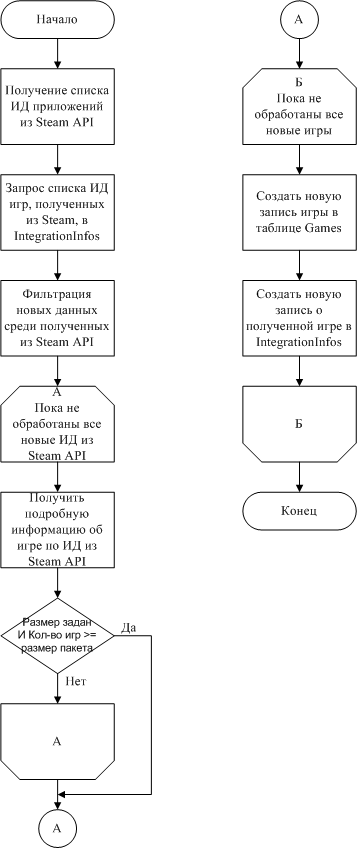 Начало
Получение списка
ИД приложений
из Steam API
Запрос списка ИД
игр, полученных
из Steam, в
IntegrationInfos
Фильтрация
новых данных
среди полученных
из Steam API
А
Пока не
обработаны все
новые ИД из
Steam API
Получить
подробную
информацию об
игре по ИД из
Steam API
Размер задан
И Кол-во игр >=
размер пакета
Да
Нет
А
А
А
Б
Пока не
обработаны все
новые игры
Создать новую
запись игры в
таблице Games
Создать новую
запись о
полученной игре в
IntegrationInfos
Б
Конец